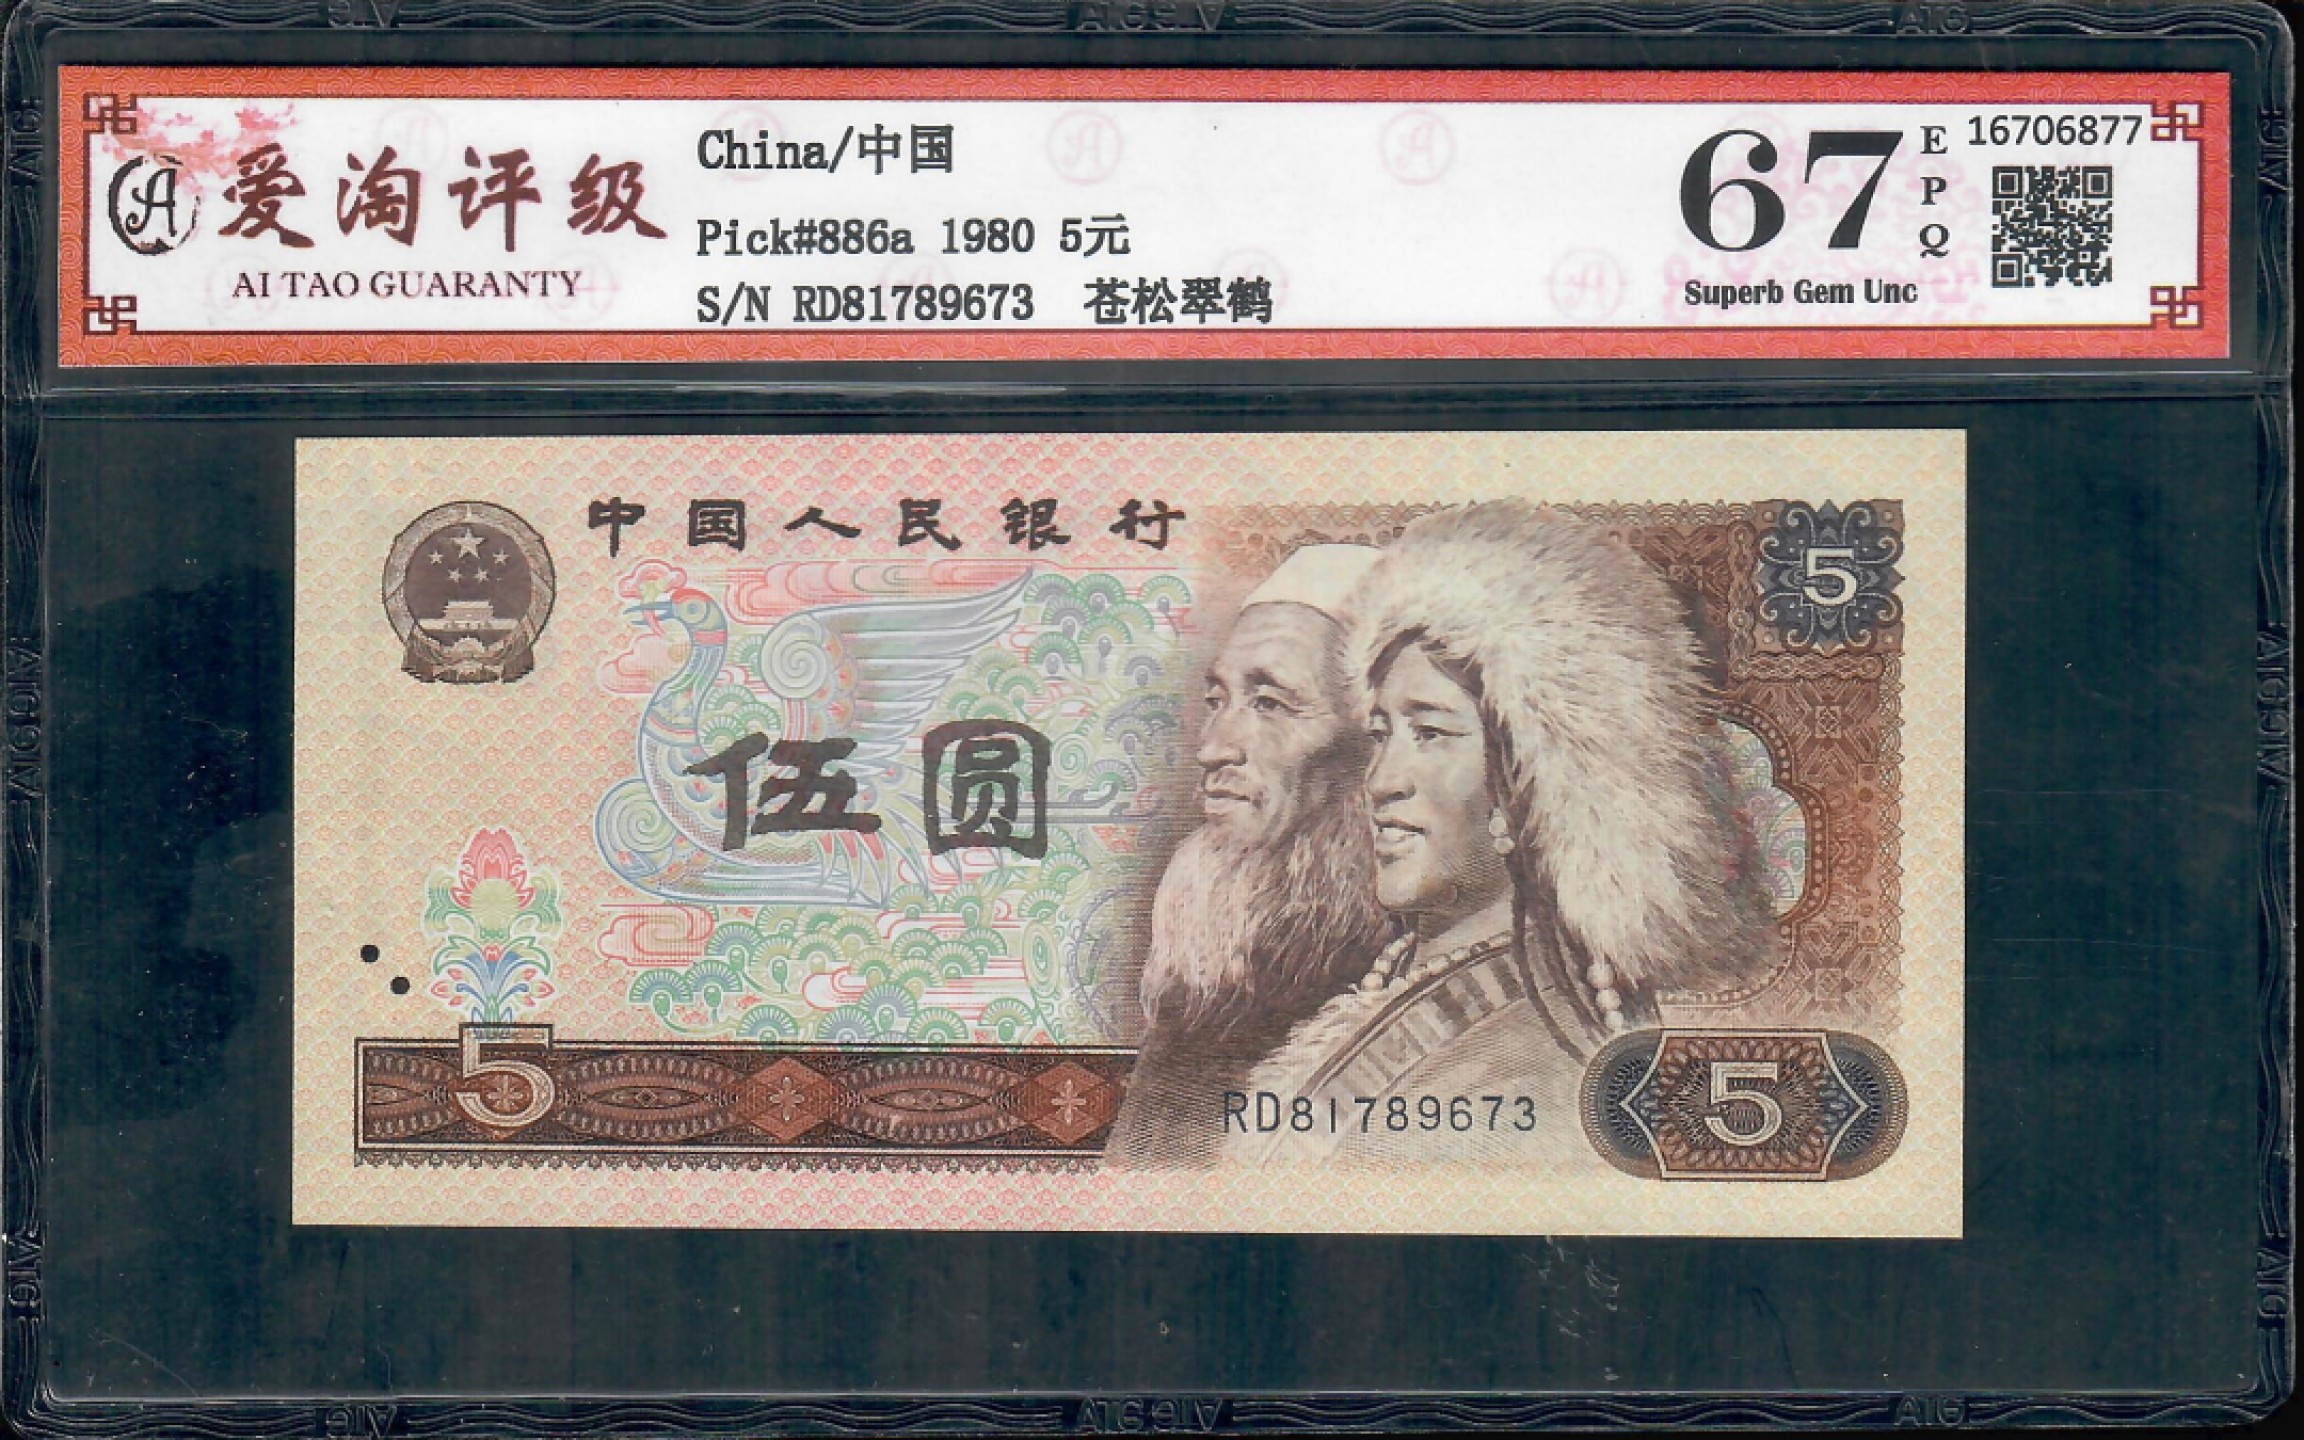 爱淘评级
AI TAO GUARANTY
China/中国
Pick#886a 1980 5元
S/N RD81789673 苍松翠鹤
67
EPQ
Superb Gem Unc
16706877
中国人民银行
5
伍圆
5
RD81789673
5